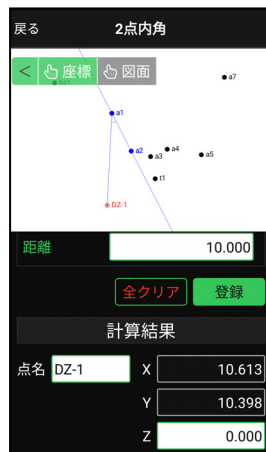 戻る 2点内角
< 座標 図面
a7
a1
a2 a3 a4 a5
t1
DZ-1
距離 10.000
全クリア 登録
計算結果
点名 DZ-1 X 10.613
Y 10.398
Z 0.000